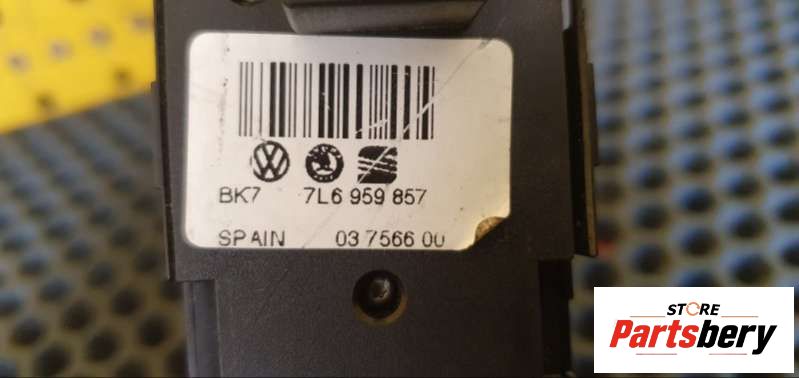 BK7 7L6 959 857
SPAIN 03 7566 00
STORE
Partsbery